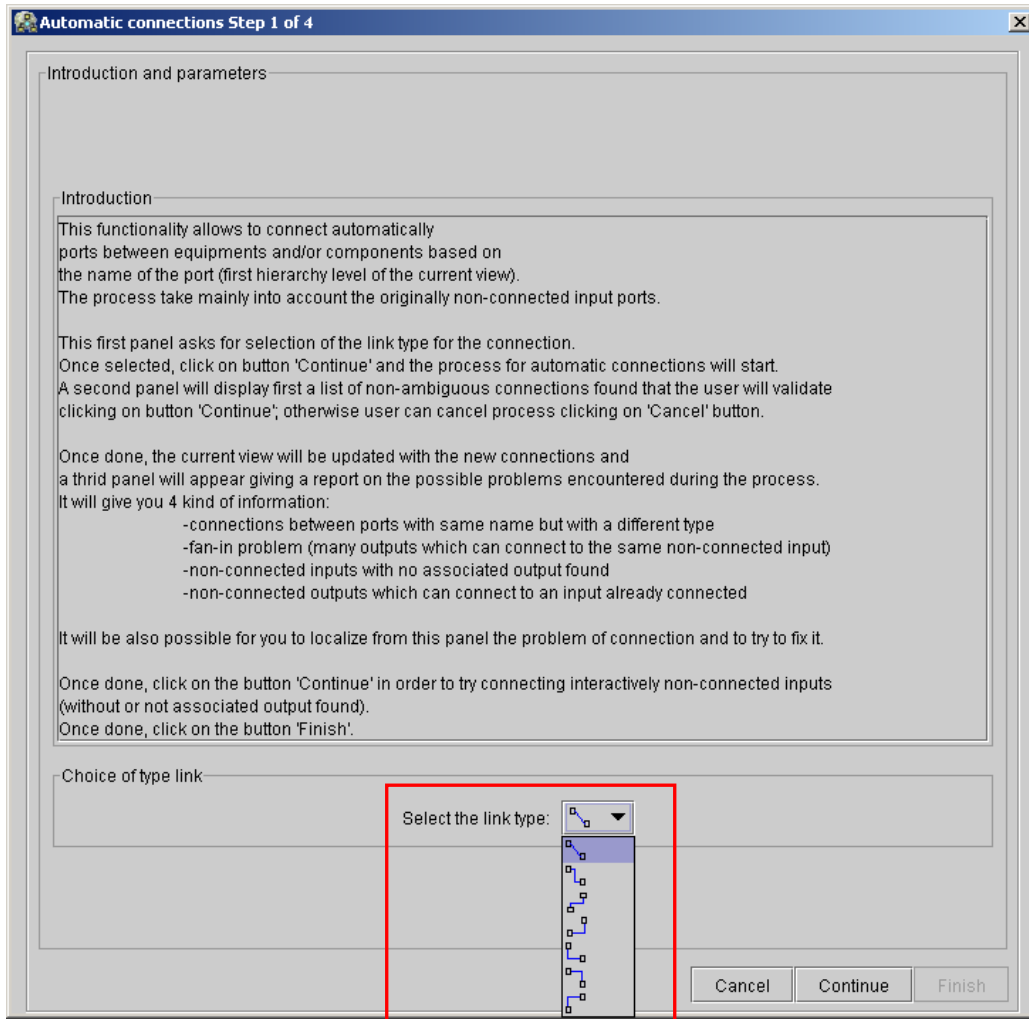 Automatic connections Step 1 of 4
Introduction and parameters
Introduction
This functionality allows to connect automatically
ports between equipments and/or components based on
the name of the port (first hierarchy level of the current view).
The process take mainly into account the originally non-connected input ports.
This first panel asks for selection of the link type for the connection.
Once selected, click on button 'Continue' and the process for automatic connections will start.
A second panel will display first a list of non-ambiguous connections found that the user will validate
clicking on button 'Continue'; otherwise user can cancel process clicking on 'Cancel' button.
Once done, the current view will be updated with the new connections and
a thrid panel will appear giving a report on the possible problems encountered during the process.
It will give you 4 kind of information:
-connections between ports with same name but with a different type
-fan-in problem (many outputs which can connect to the same non-connected input)
-non-connected inputs with no associated output found
-non-connected outputs which can connect to an input already connected
It will be also possible for you to localize from this panel the problem of connection and to try to fix it.
Once done, click on the button 'Continue' in order to try connecting interactively non-connected inputs
(without or not associated output found).
Once done, click on the button 'Finish'.
Choice of type link
Select the link type:
Cancel Continue Finish